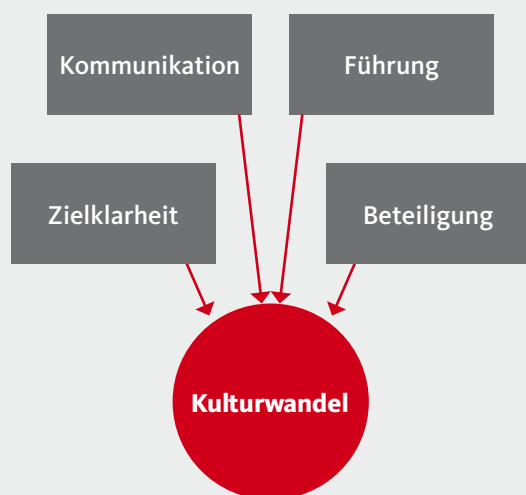 Kommunikation
Führung
Zielklarheit
Beteiligung
Kulturwandel